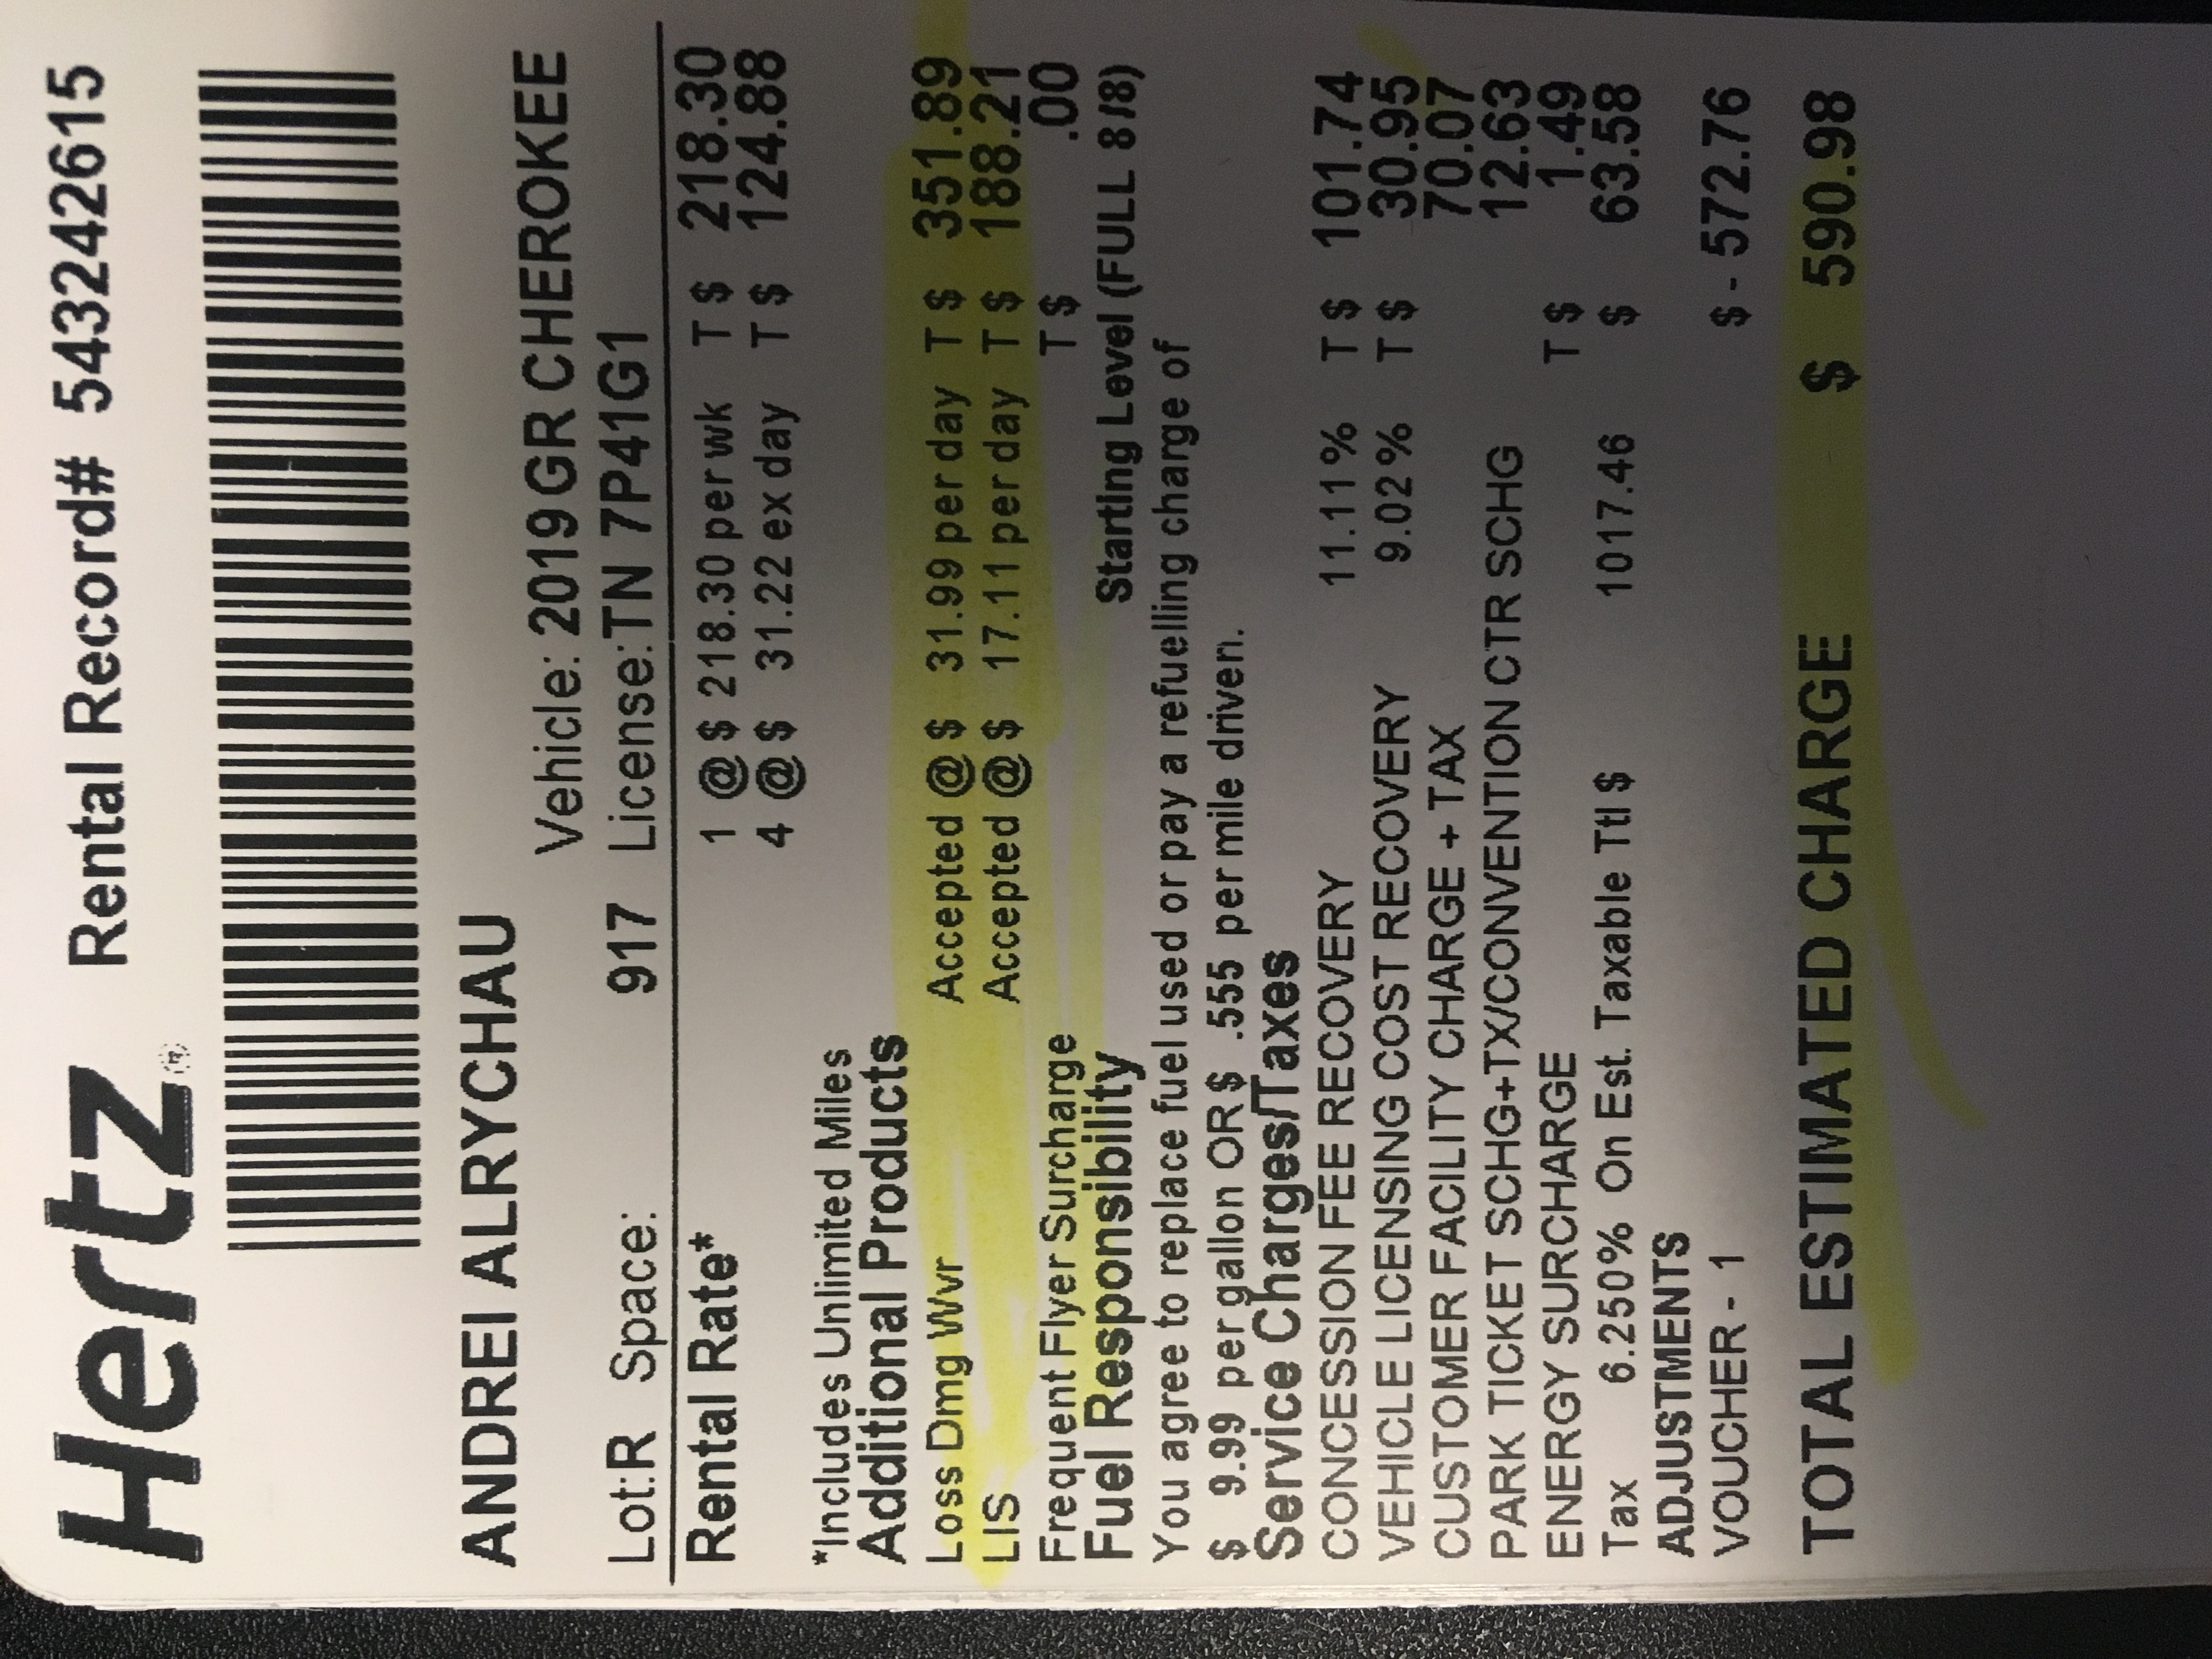 Hertz ® Rental Record# 543242615
ANDREI ALRYCHAU
Vehicle: 2019 GR CHEROKEE
Lot:R Space: 917 License:TN 7P41G1
Rental Rate* 1 @ $ 218.30 per wk T $ 218.30
4 @ $ 31.22 ex day T $ 124.88
*Includes Unlimited Miles
Additional Products
Loss Dmg Wvr Accepted @ $ 31.99 per day T $ 351.89
LIS Accepted @ $ 17.11 per day T $ 188.21
Frequent Flyer Surcharge T $ .00
Fuel Responsibility Starting Level (FULL 8/8)
You agree to replace fuel used or pay a refuelling charge of
$ 9.99 per gallon OR $ .555 per mile driven.
Service Charges/Taxes
CONCESSION FEE RECOVERY 11.11% T $ 101.74
VEHICLE LICENSING COST RECOVERY 9.02% T $ 30.95
CUSTOMER FACILITY CHARGE + TAX 70.07
PARK TICKET SCHG+TX/CONVENTION CTR SCHG 12.63
ENERGY SURCHARGE T $ 1.49
Tax 6.250% On Est. Taxable Ttl $ 1017.46 $ 63.58
ADJUSTMENTS
VOUCHER - 1 $ - 572.76
TOTAL ESTIMATED CHARGE $ 590.98